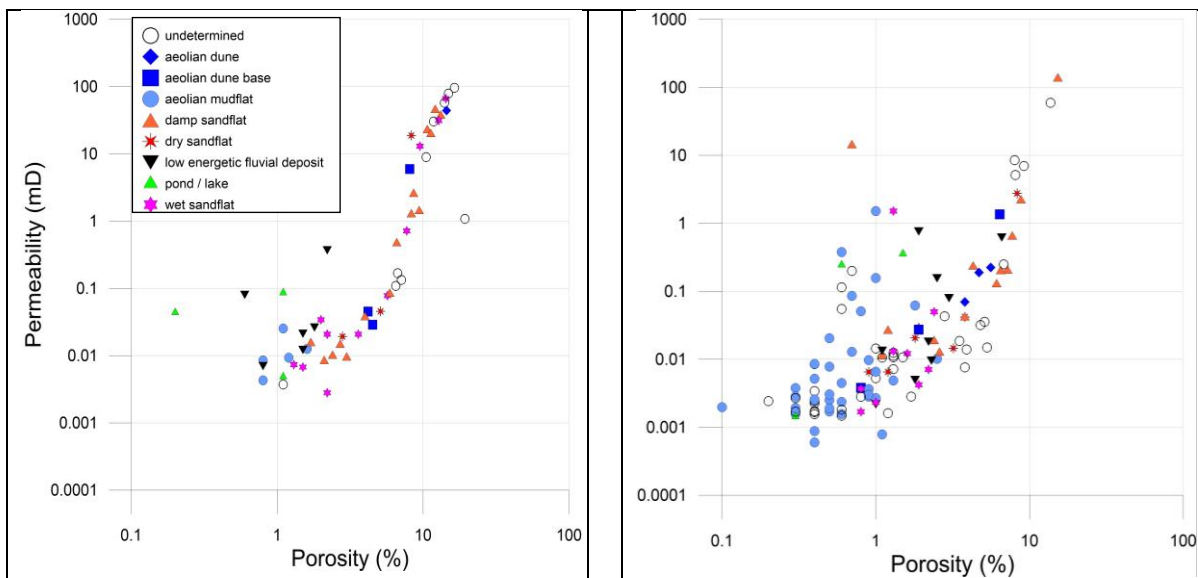 1000
100
10
1
0.1
0.01
0.001
0.0001
Permeability (mD)
undetermined
aeolian dune
aeolian dune base
aeolian mudflat
damp sandflat
dry sandflat
low energetic fluvial deposit
pond / lake
wet sandflat
0.1 1 10 100
Porosity (%)
1000
100
10
1
0.1
0.01
0.001
0.0001
0.1 1 10 100
Porosity (%)